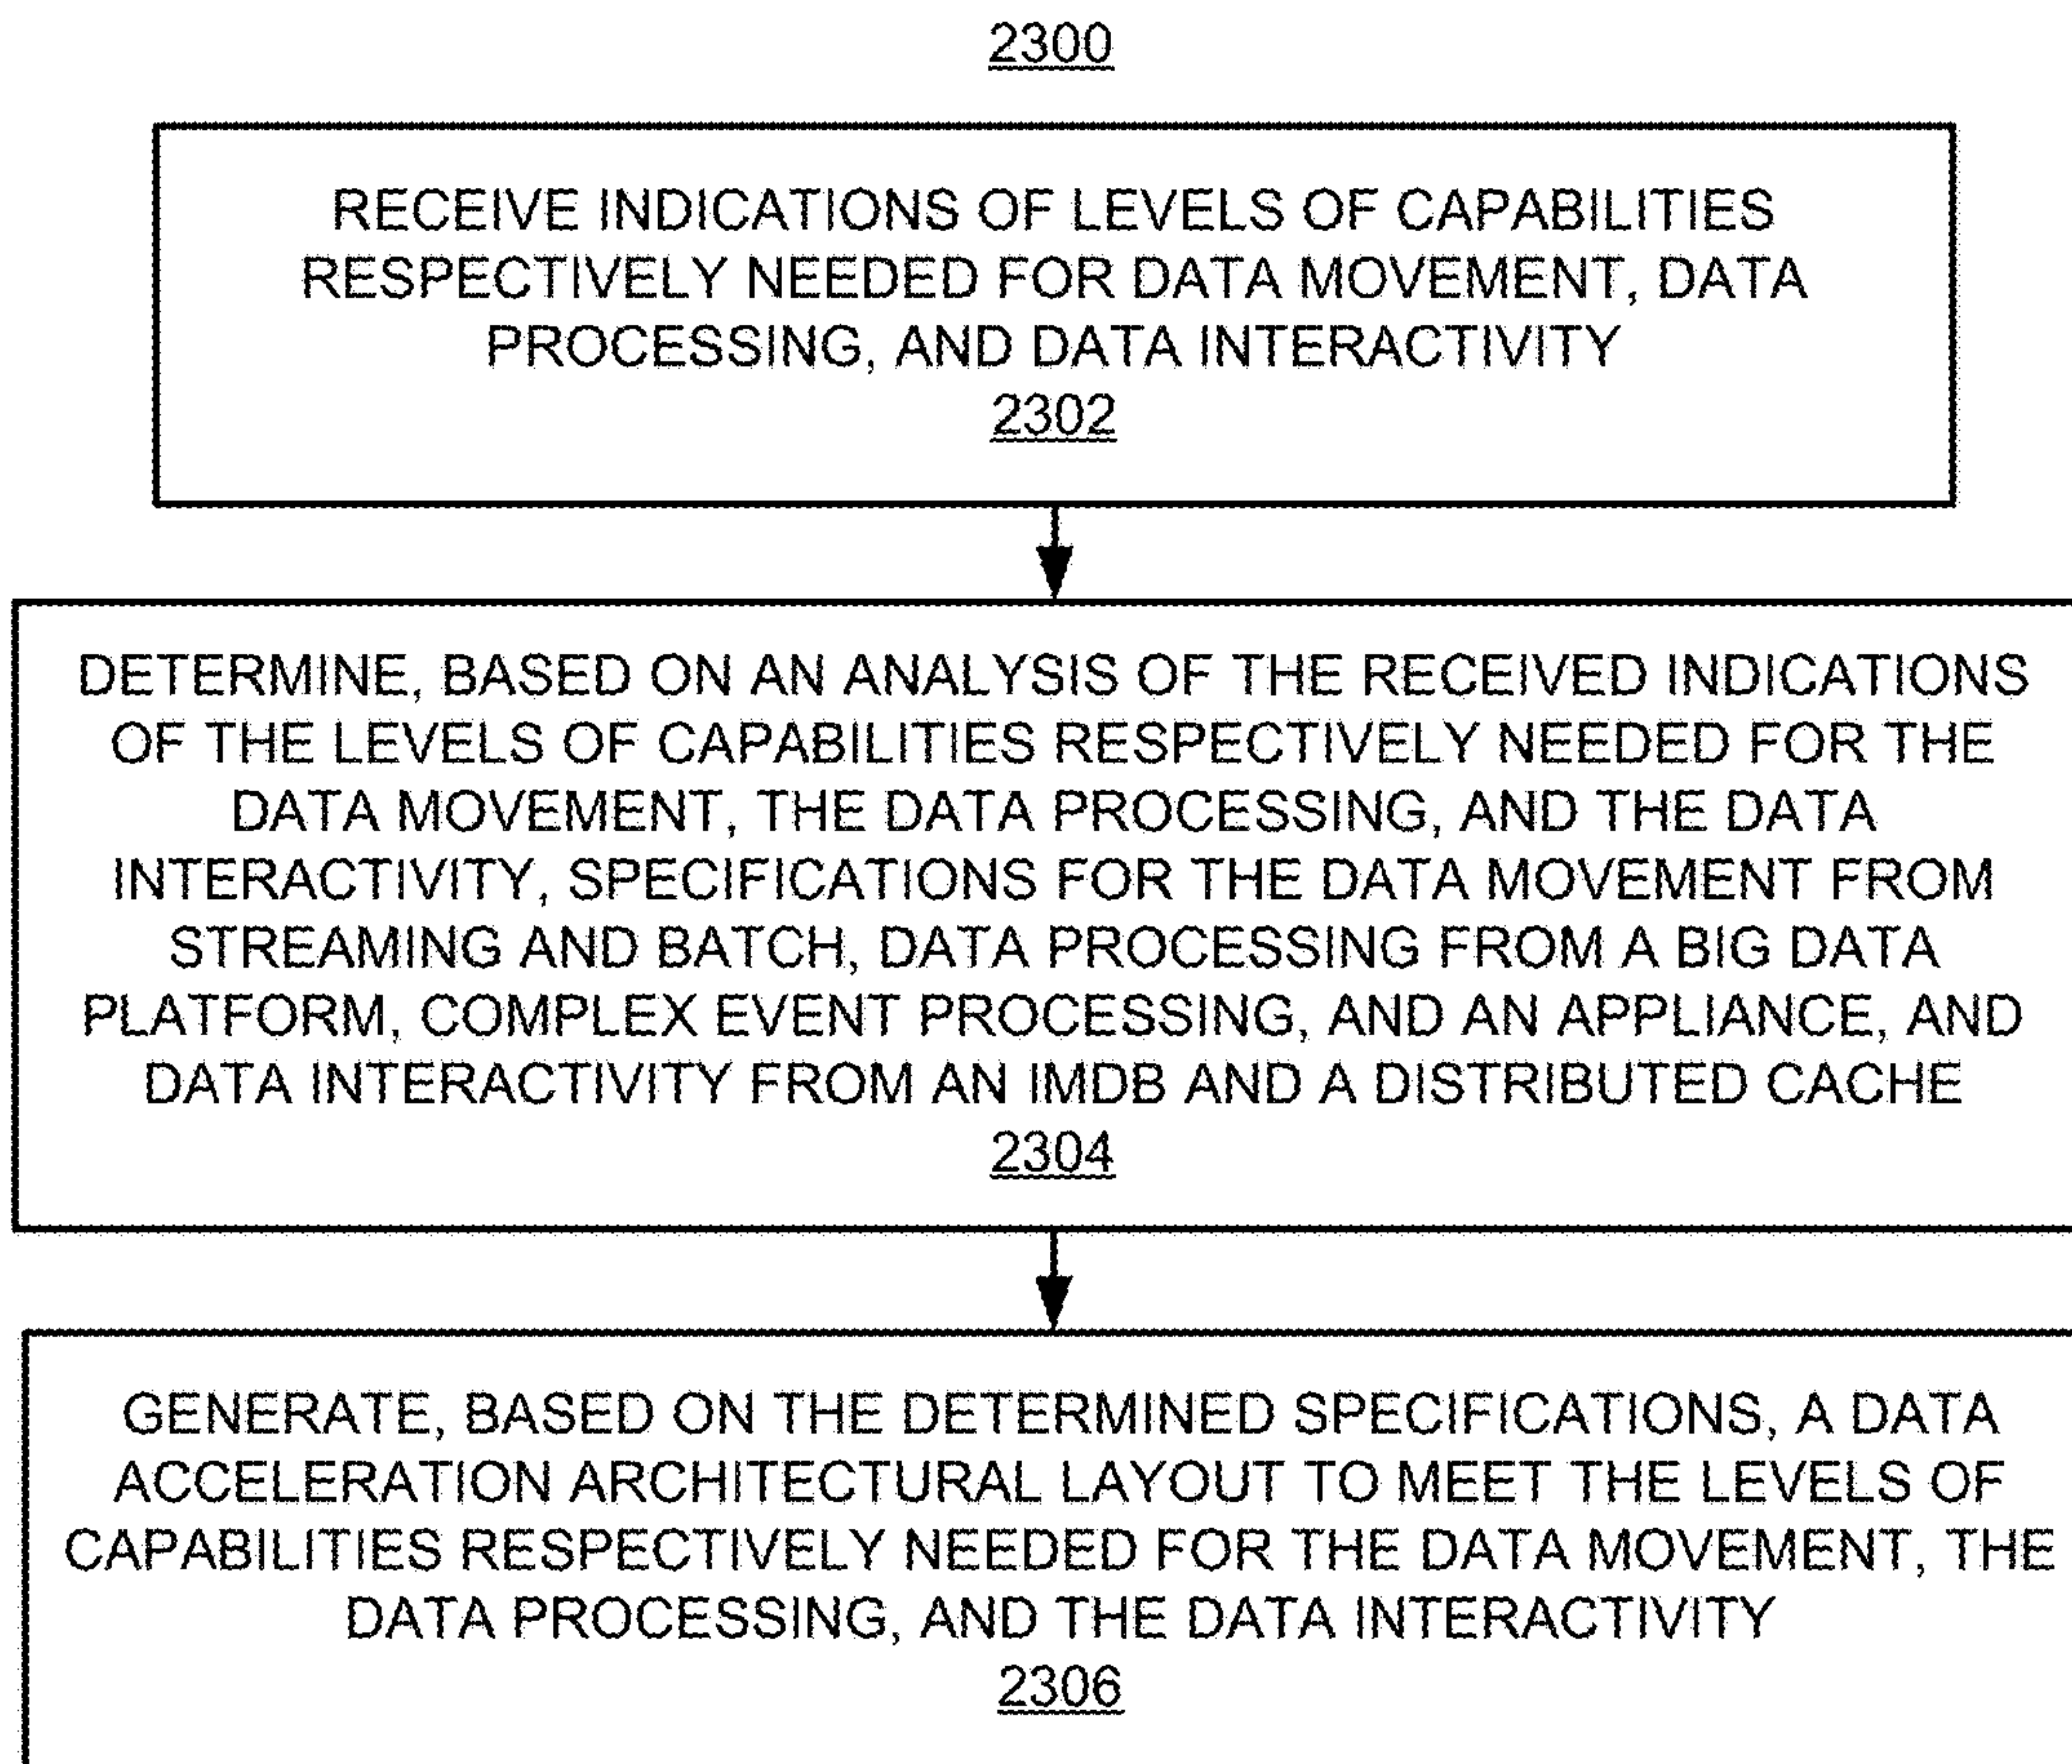 2300
RECEIVE INDICATIONS OF LEVELS OF CAPABILITIES
RESPECTIVELY NEEDED FOR DATA MOVEMENT, DATA
PROCESSING, AND DATA INTERACTIVITY
2302
DETERMINE, BASED ON AN ANALYSIS OF THE RECEIVED INDICATIONS
OF THE LEVELS OF CAPABILITIES RESPECTIVELY NEEDED FOR THE
DATA MOVEMENT, THE DATA PROCESSING, AND THE DATA
INTERACTIVITY, SPECIFICATIONS FOR THE DATA MOVEMENT FROM
STREAMING AND BATCH, DATA PROCESSING FROM A BIG DATA
PLATFORM, COMPLEX EVENT PROCESSING, AND AN APPLIANCE, AND
DATA INTERACTIVITY FROM AN IMDB AND A DISTRIBUTED CACHE
2304
GENERATE, BASED ON THE DETERMINED SPECIFICATIONS, A DATA
ACCELERATION ARCHITECTURAL LAYOUT TO MEET THE LEVELS OF
CAPABILITIES RESPECTIVELY NEEDED FOR THE DATA MOVEMENT, THE
DATA PROCESSING, AND THE DATA INTERACTIVITY
2306